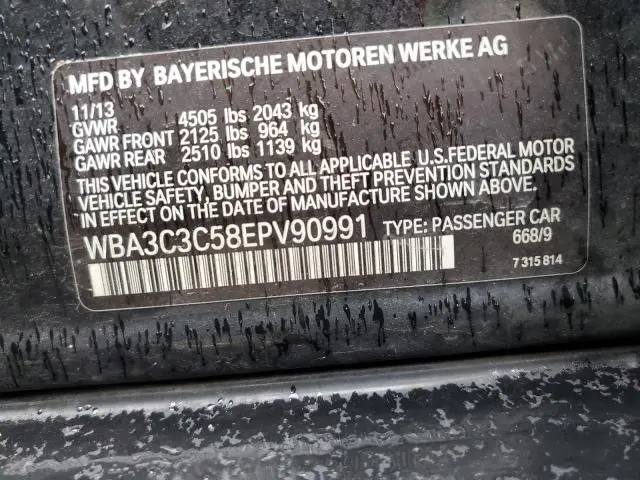 MFD BY BAYERISCHE MOTOREN WERKE AG
11/13
GVWR 4505 lbs 2043 kg
GAWR FRONT 2125 lbs 964 kg
GAWR REAR 2510 lbs 1139 kg
THIS VEHICLE CONFORMS TO ALL APPLICABLE U.S.FEDERAL MOTOR
VEHICLE SAFETY, BUMPER AND THEFT PREVENTION STANDARDS
IN EFFECT ON THE DATE OF MANUFACTURE SHOWN ABOVE.
WBA3C3C58EPV90991 TYPE: PASSENGER CAR
668/9
7 315 814